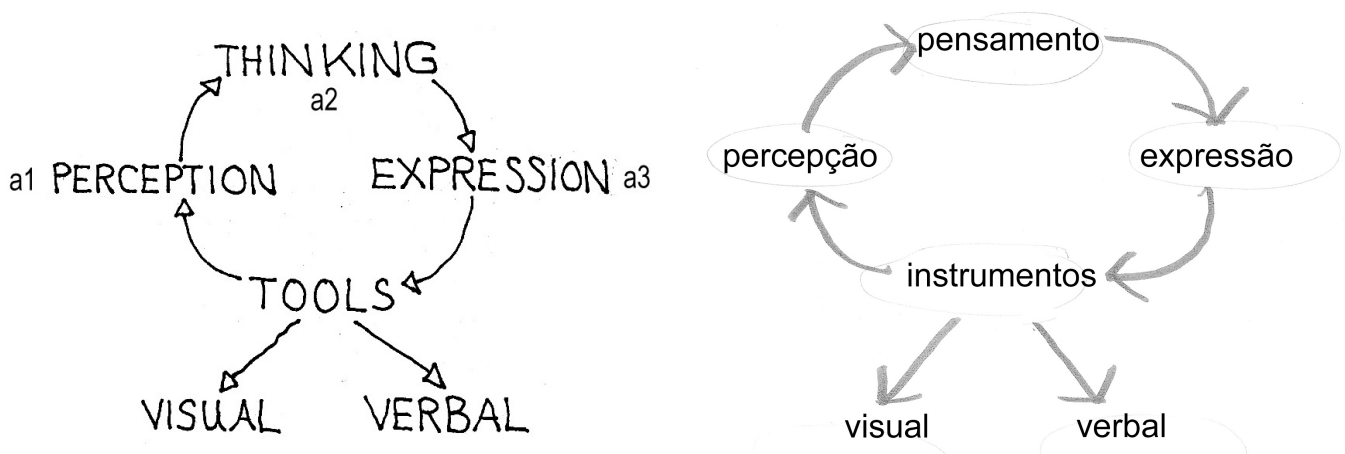 THINKING
a2
a1 PERCEPTION
EXPRESSION a3
TOOLS
VISUAL
VERBAL
pensamento
percepção
expressão
instrumentos
visual
verbal